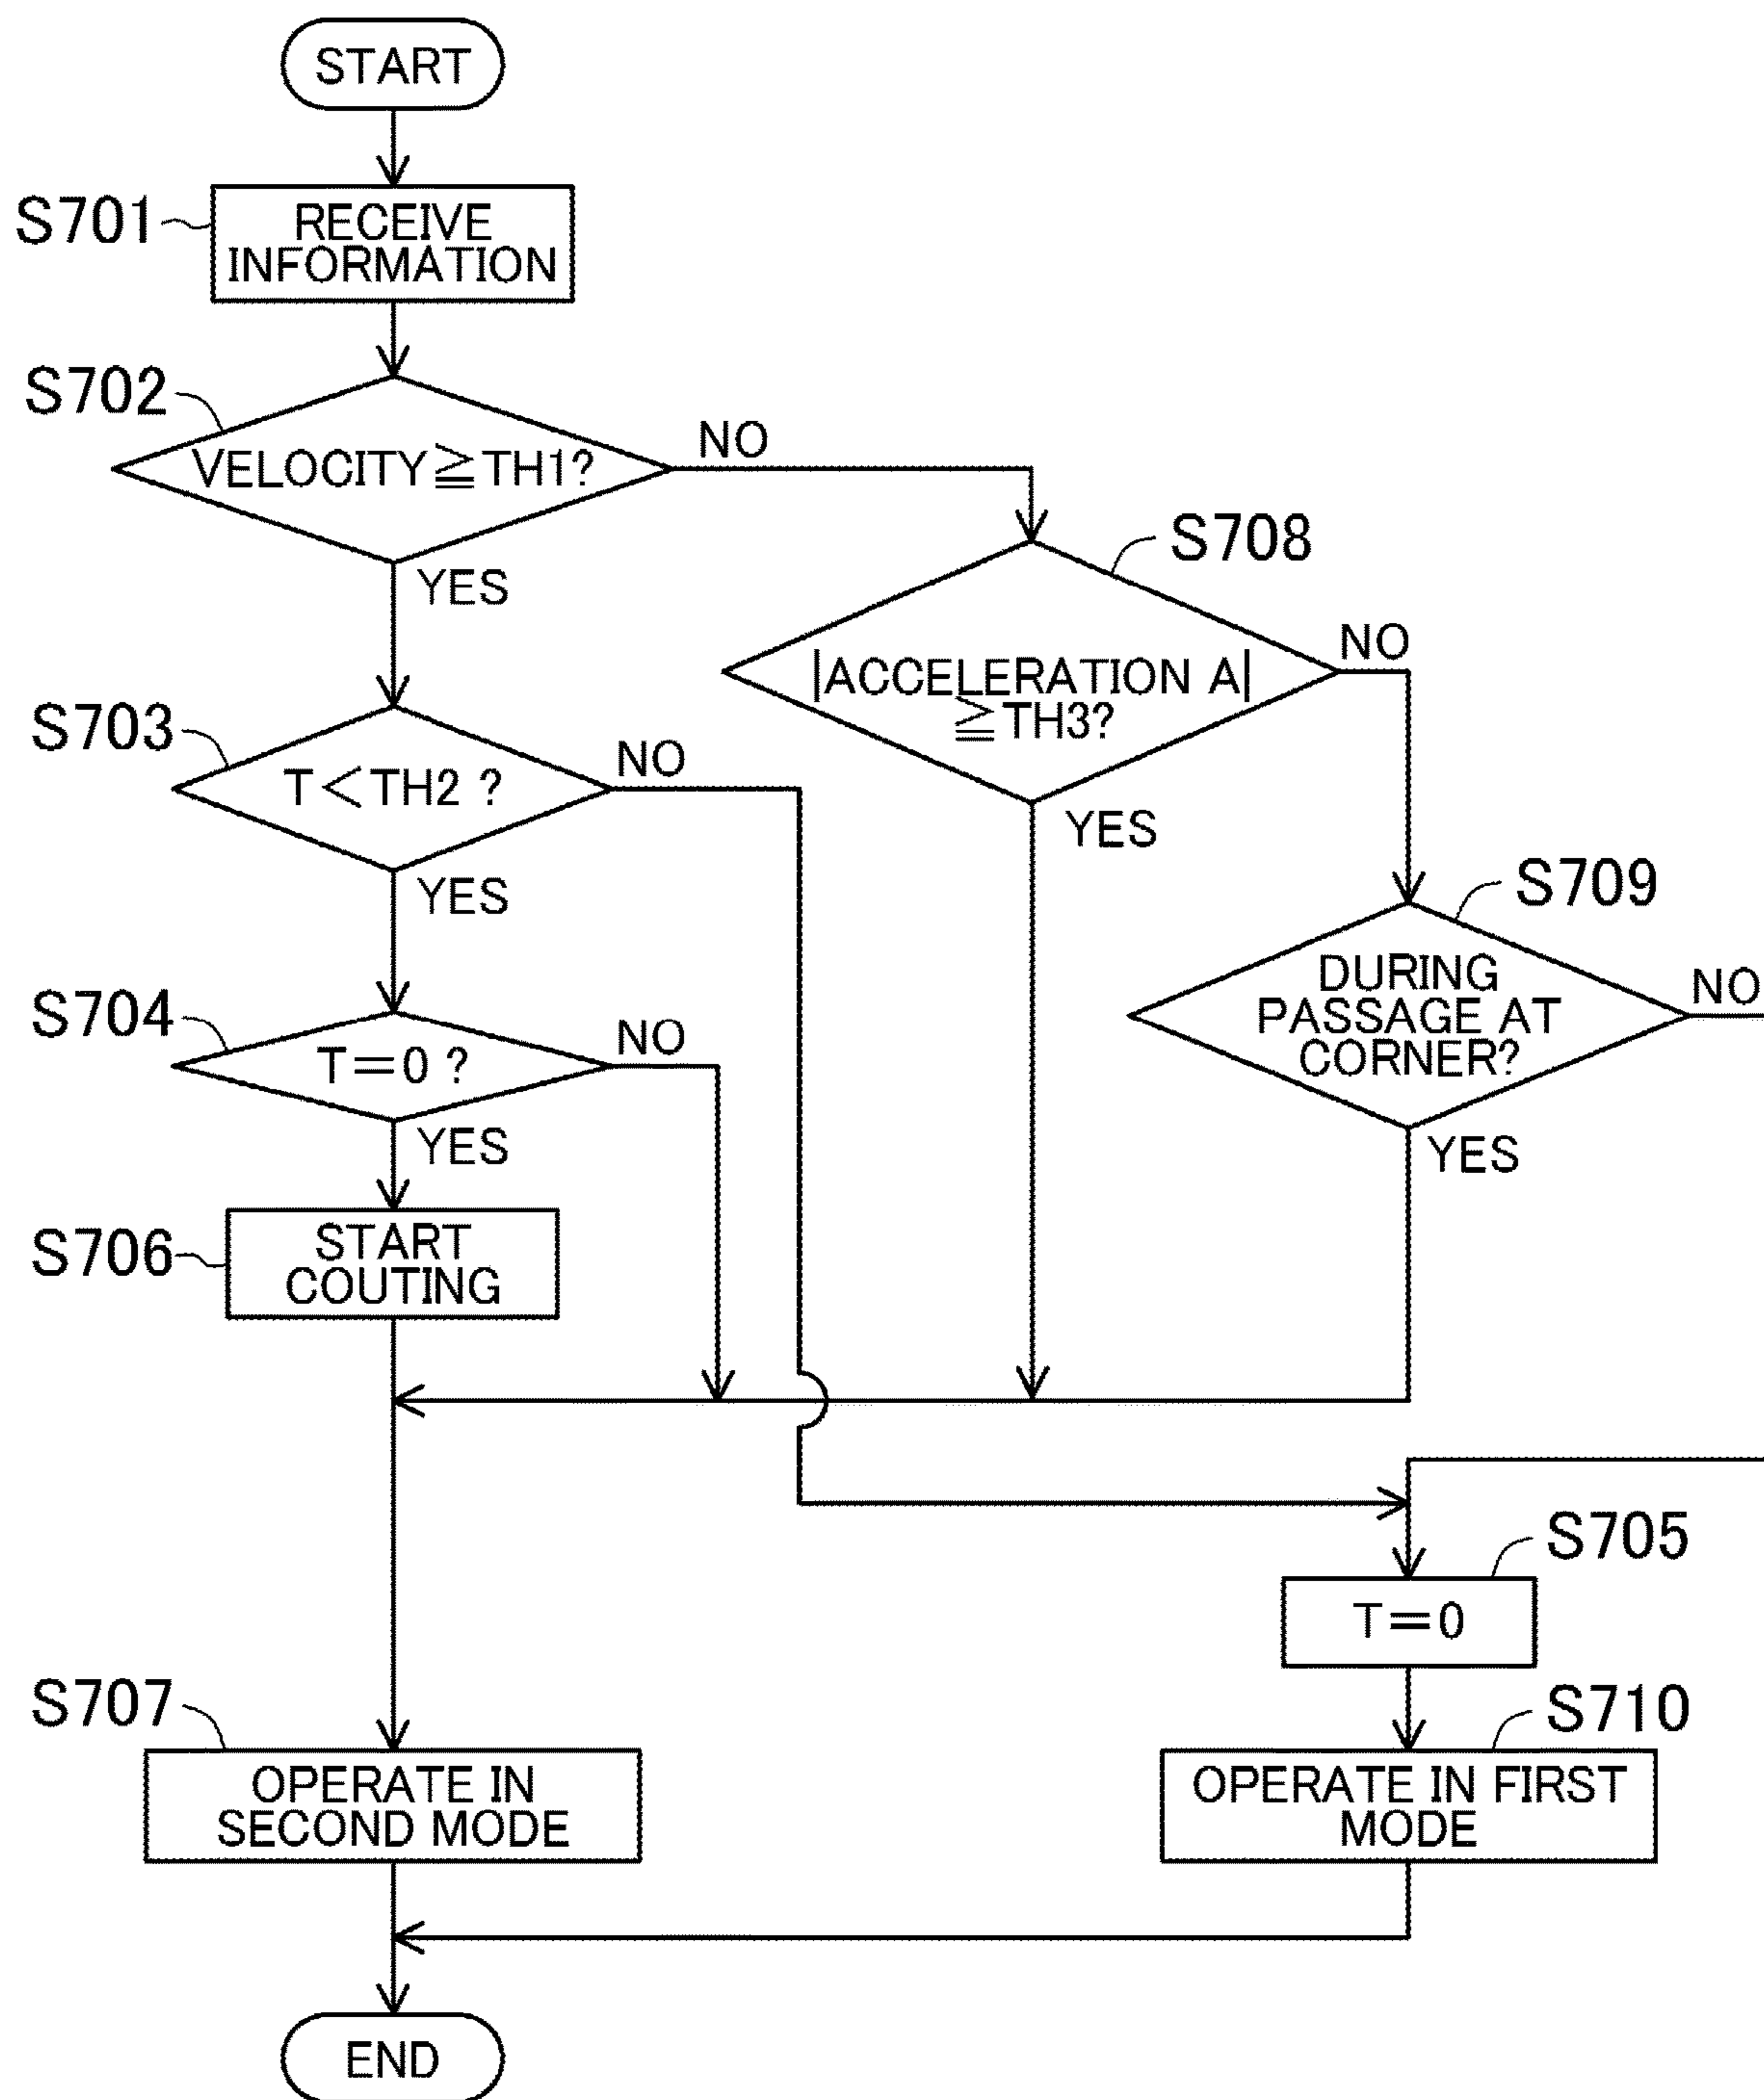 START
S701
RECEIVE
INFORMATION
S702
VELOCITY≧TH1?
NO
YES
S708
|ACCELERATION A|
≧TH3?
NO
YES
S703
T<TH2 ?
NO
YES
S709
DURING
PASSAGE AT
CORNER?
NO
YES
S704
T=0 ?
NO
YES
S706
START
COUTING
S705
T=0
S707
OPERATE IN
SECOND MODE
S710
OPERATE IN FIRST
MODE
END